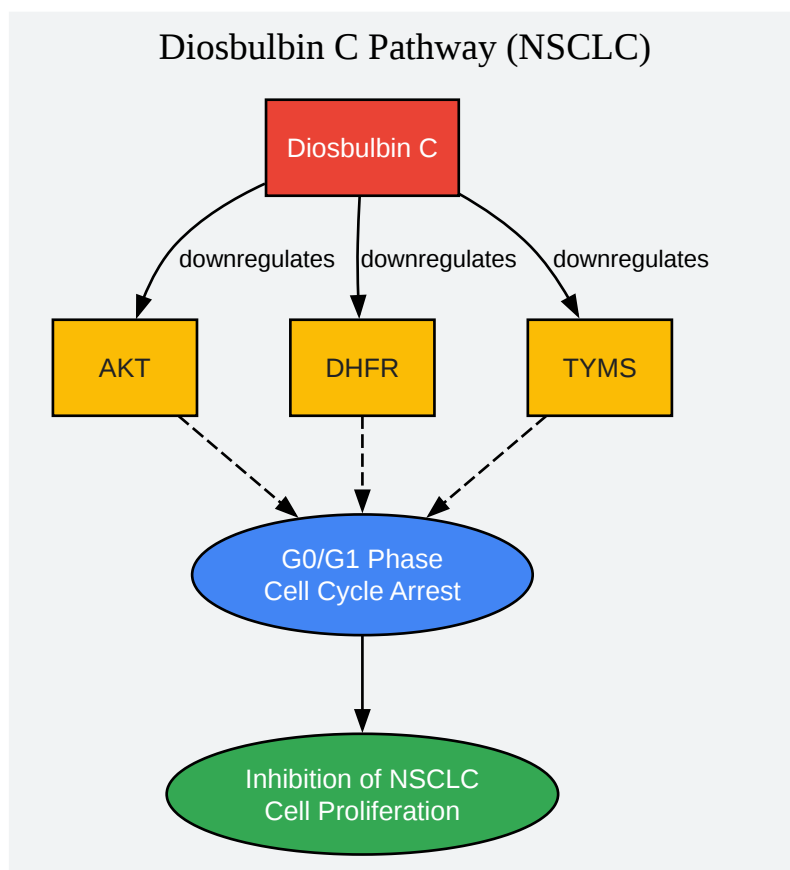 Diosbulbin C Pathway (NSCLC)
Diosbulbin C
downregulates
downregulates
downregulates
AKT
DHFR
TYMS
G0/G1 Phase
Cell Cycle Arrest
Inhibition of NSCLC
Cell Proliferation